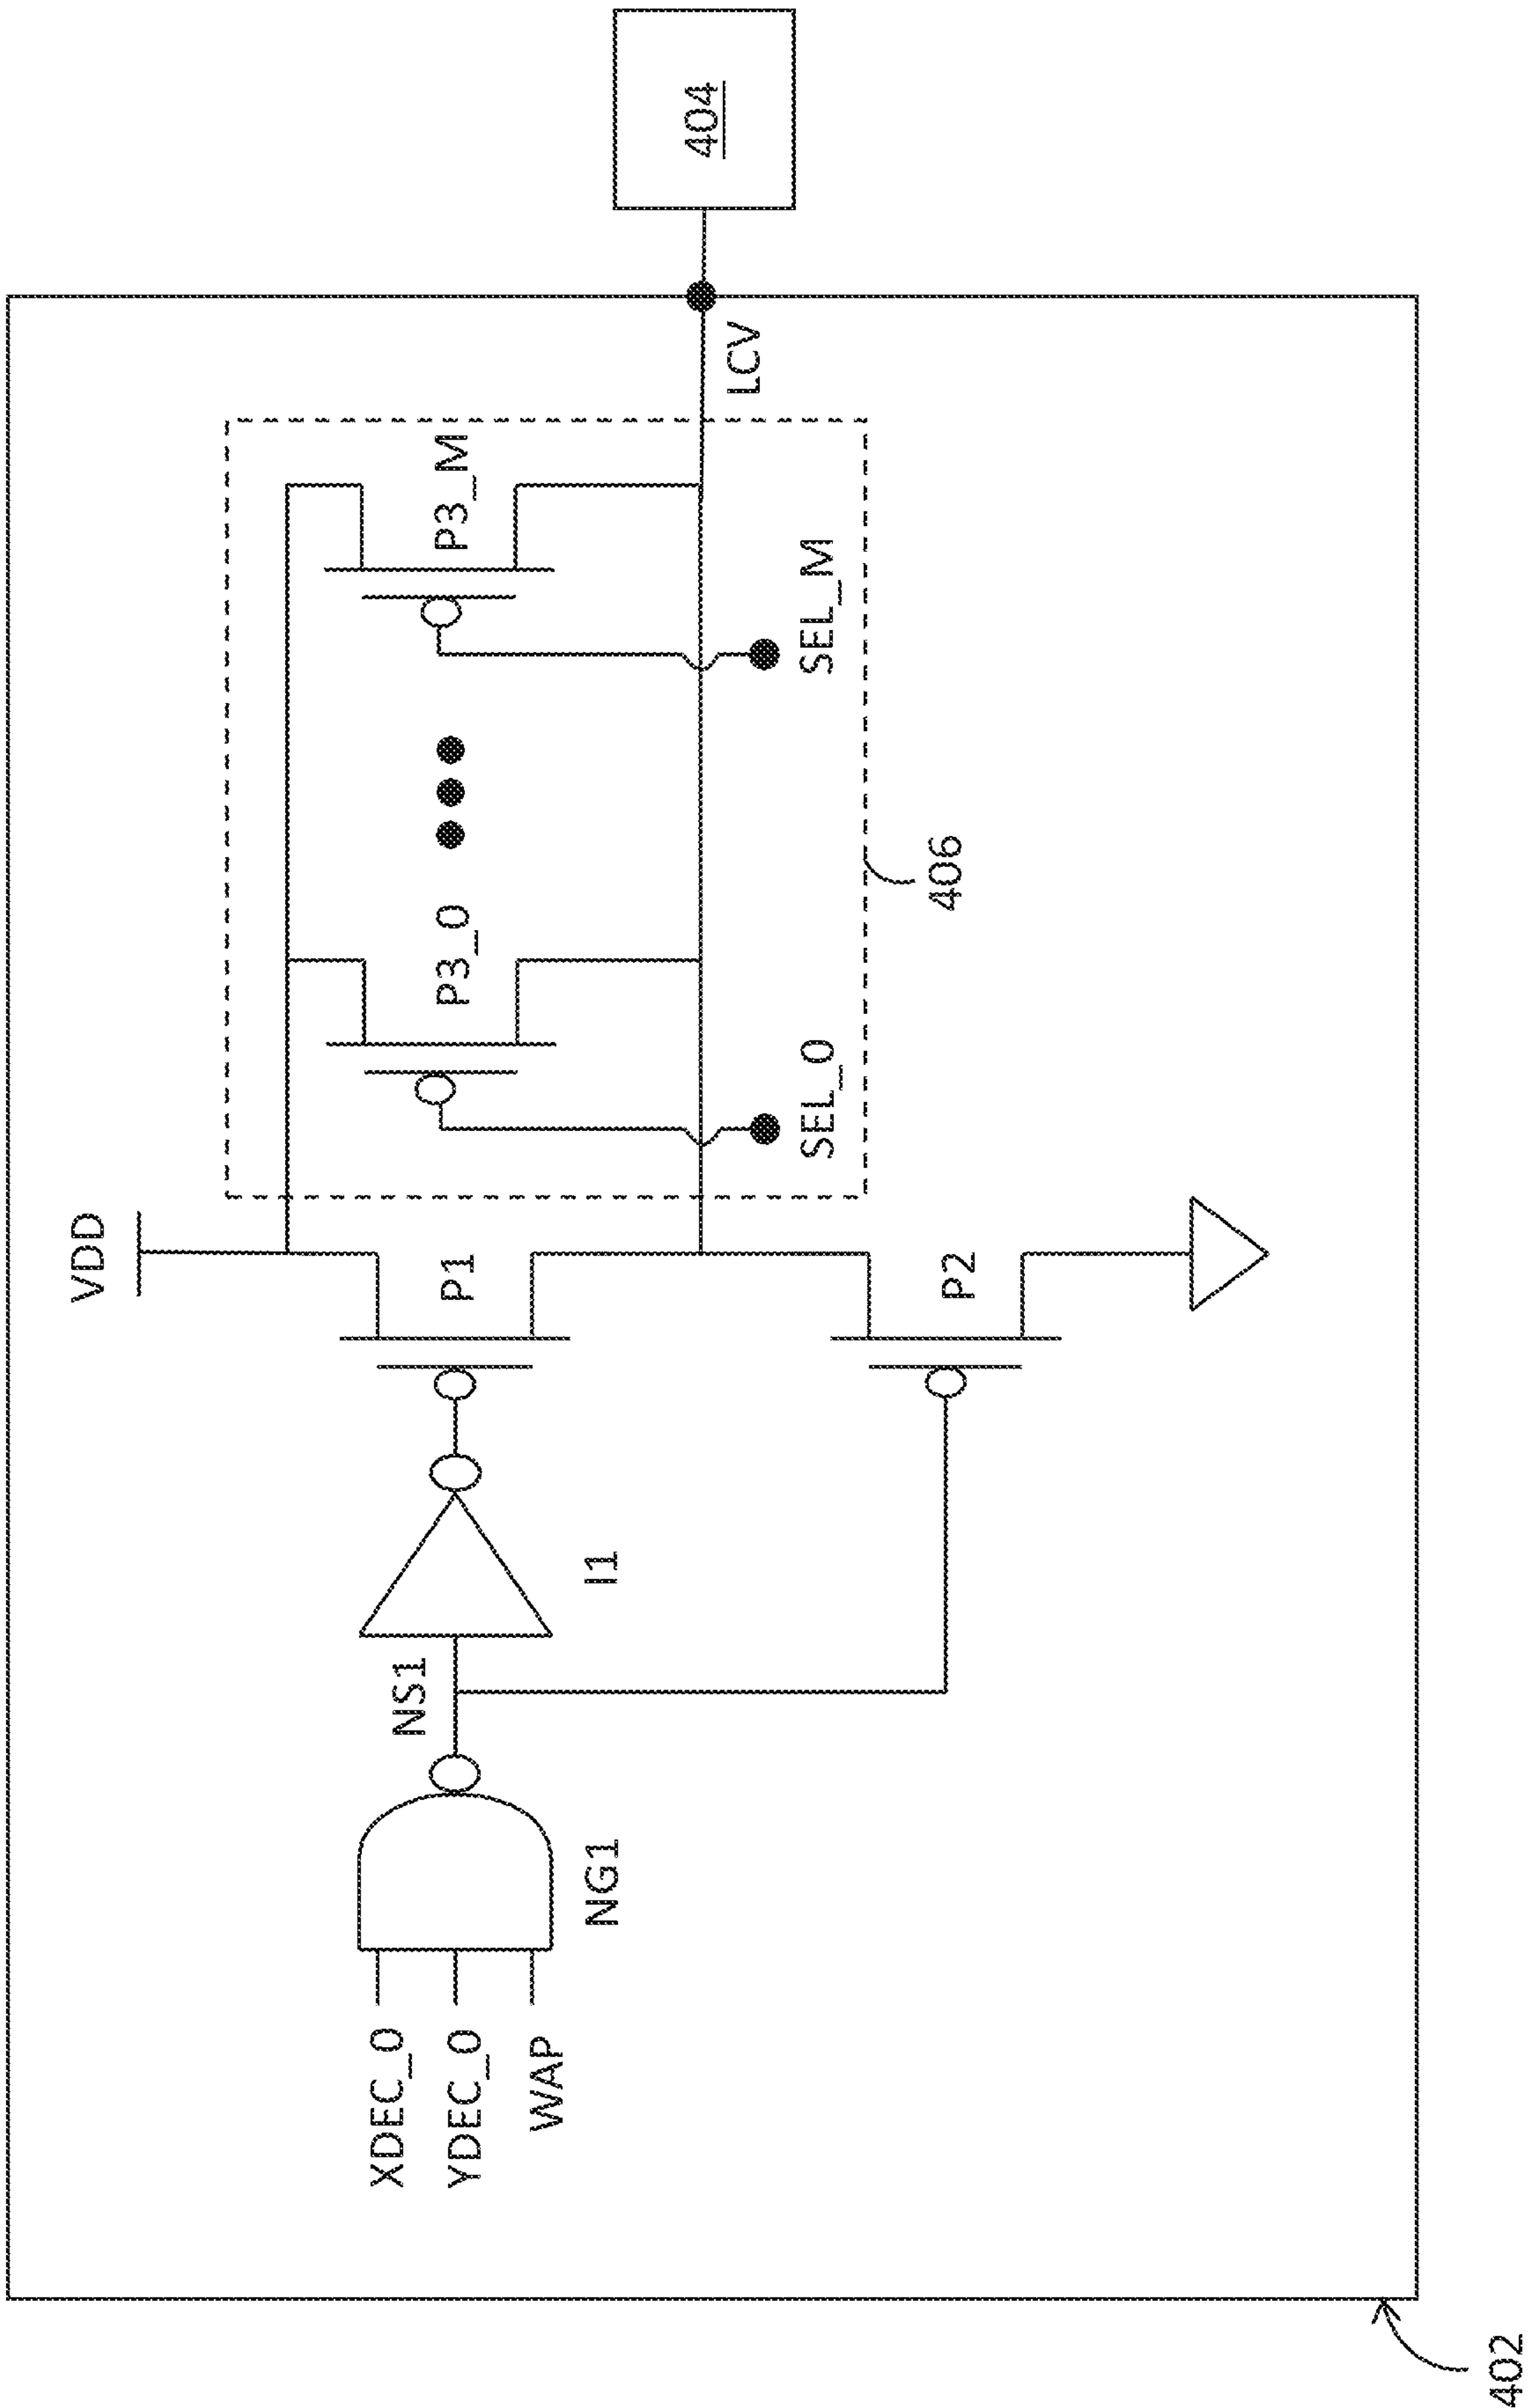 VDD
XDEC_0
YDEC_0
WAP
NG1
NS1
I1
P1
P2
P3_0
P3_M
SEL_0
SEL_M
LCV
406
404
402